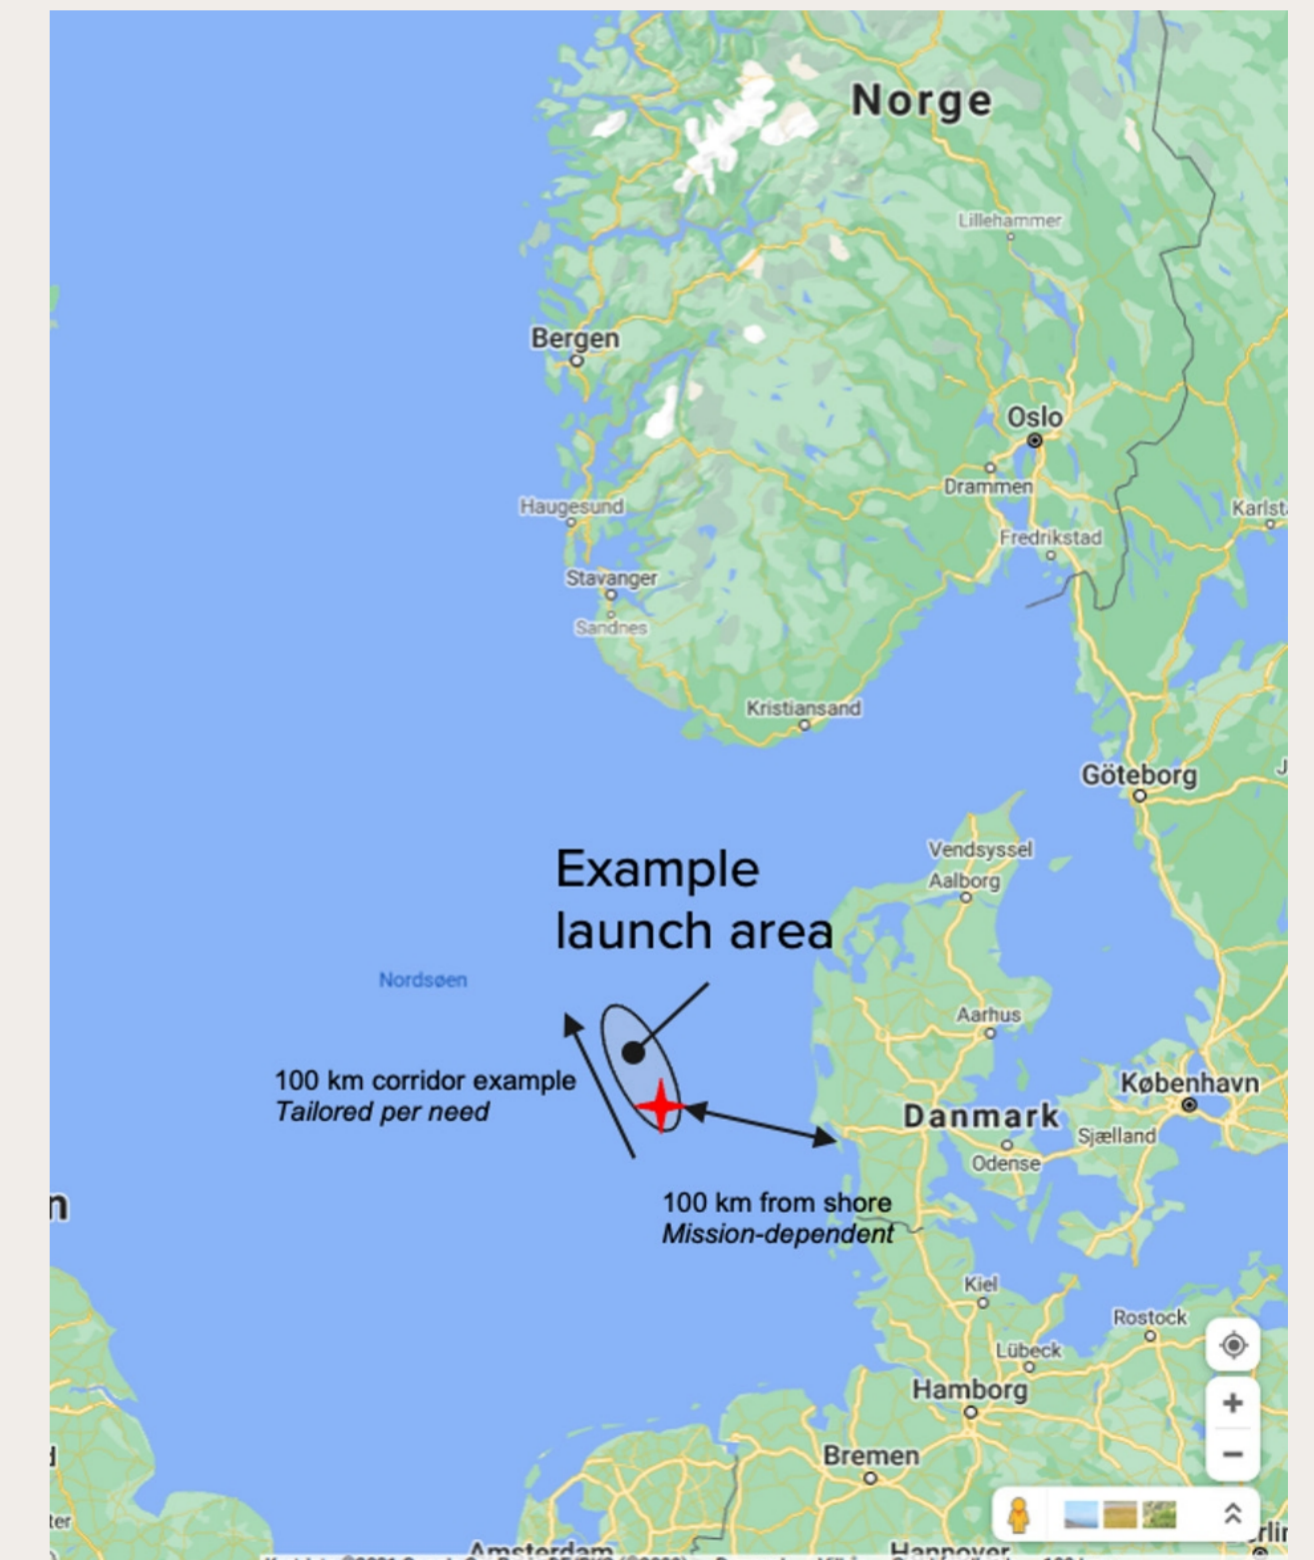 Norge
Lillehammer
Bergen
Oslo
Drammen
Haugesund
Karlst
Fredrikstad
Stavanger
Sandnes
Kristiansand
Göteborg
J
Example
launch area
Vendsyssel
Aalborg
Nordsøen
Aarhus
100 km corridor example
Tailored per need
København
Danmark
Sjælland
Odense
n
100 km from shore
Mission-dependent
Kiel
Rostock
Lübeck
Hamborg
d
Bremen
ter
rlin
Amsterdam
Hannover